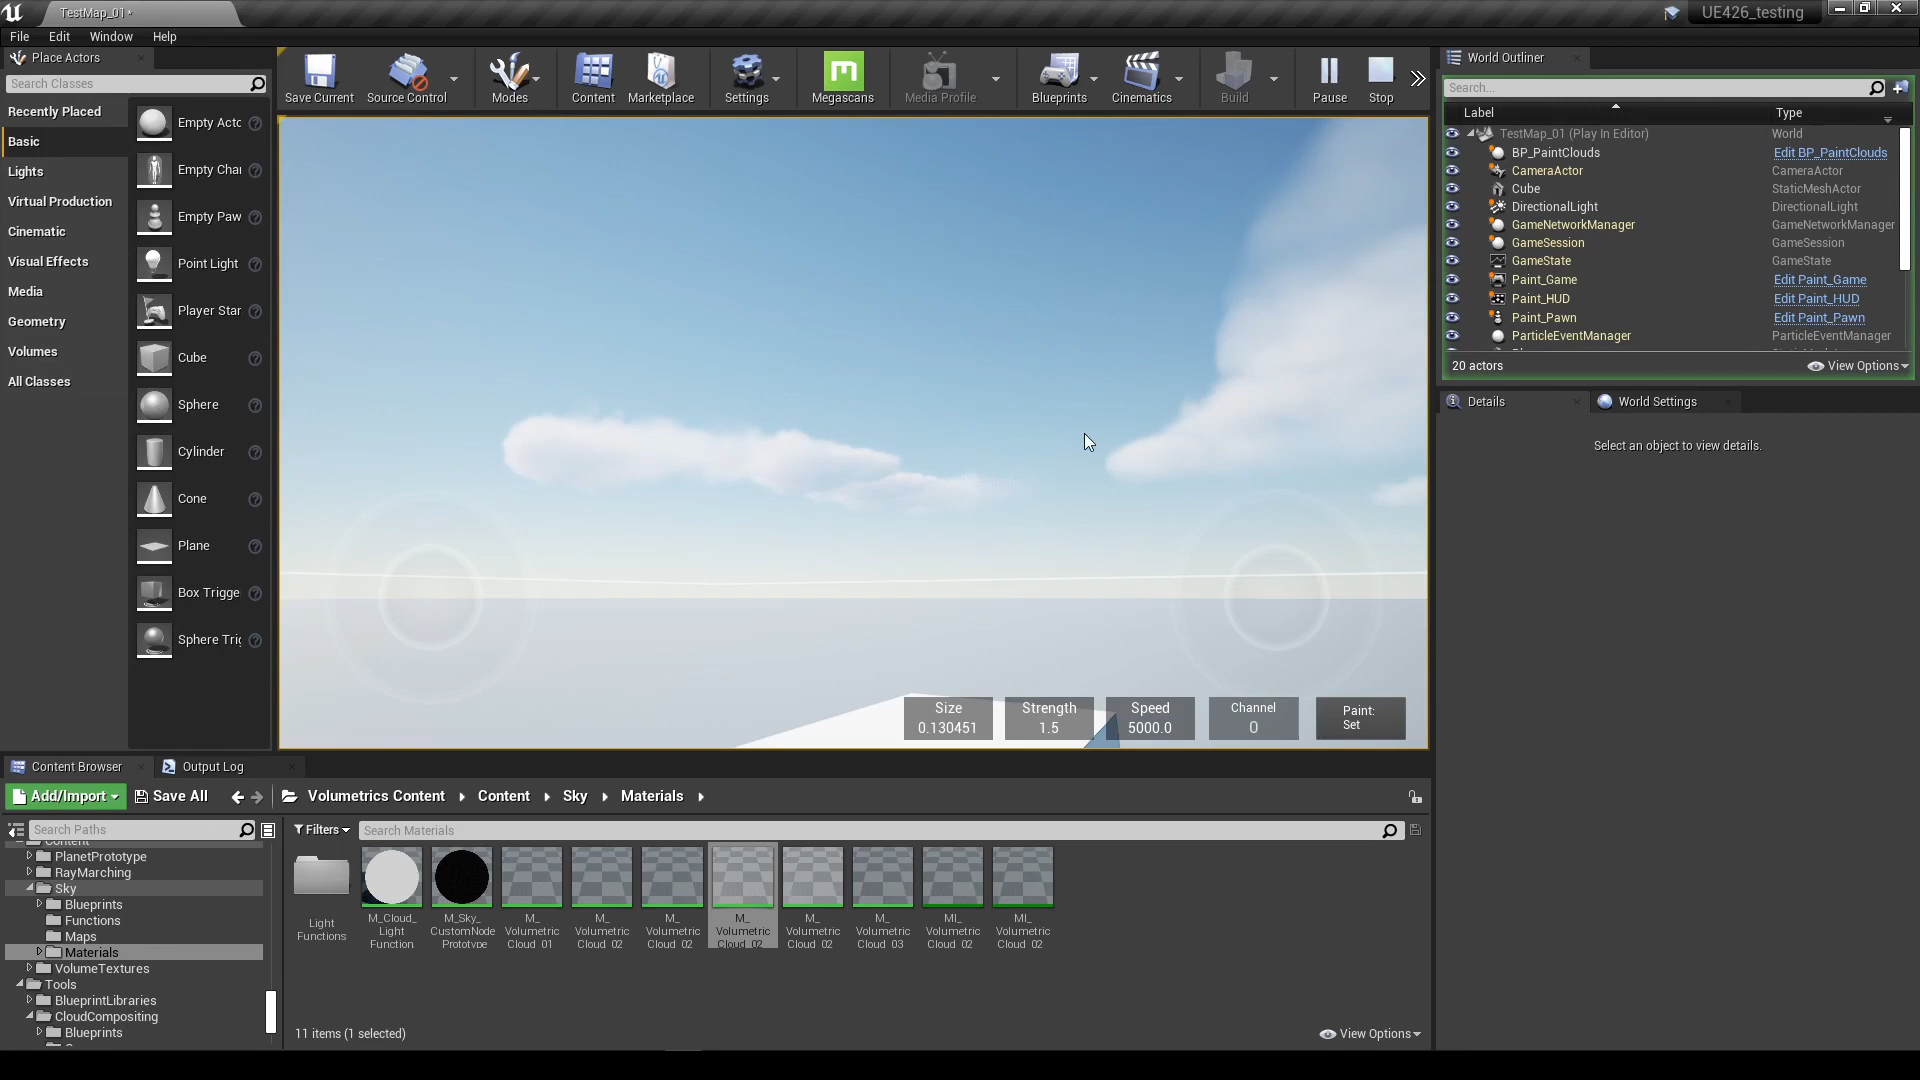 TestMap_01*
UE426_testing
File Edit Window Help
Place Actors
Search Classes
Recently Placed
Basic
Lights
Virtual Production
Cinematic
Visual Effects
Media
Geometry
Volumes
All Classes
Empty Acto
Empty Char
Empty Paw
Point Light
Player Star
Cube
Sphere
Cylinder
Cone
Plane
Box Trigge
Sphere Trig
Save Current
Source Control
Modes
Content
Marketplace
Settings
Megascans
Media Profile
Blueprints
Cinematics
Build
Pause
Stop
Size
0.130451
Strength
1.5
Speed
5000.0
Channel
0
Paint:
Set
World Outliner
Search...
Label Type
TestMap_01 (Play In Editor) World
BP_PaintClouds Edit BP_PaintClouds
CameraActor CameraActor
Cube StaticMeshActor
DirectionalLight DirectionalLight
GameNetworkManager GameNetworkManager
GameSession GameSession
GameState GameState
Paint_Game Edit Paint_Game
Paint_HUD Edit Paint_HUD
Paint_Pawn Edit Paint_Pawn
ParticleEventManager ParticleEventManager
20 actors View Options
Details World Settings
Select an object to view details.
Content Browser Output Log
Add/Import Save All Volumetrics Content Content Sky Materials
Search Paths
Filters Search Materials
Content
PlanetPrototype
RayMarching
Sky
Blueprints
Functions
Maps
Materials
VolumeTextures
Tools
BlueprintLibraries
CloudCompositing
Blueprints
Light
Functions
M_Cloud_
Light
Function
M_Sky_
CustomNode
Prototype
M_
Volumetric
Cloud_01
M_
Volumetric
Cloud_02
M_
Volumetric
Cloud_02
M_
Volumetric
Cloud_02
M_
Volumetric
Cloud_02
M_
Volumetric
Cloud_03
MI_
Volumetric
Cloud_02
MI_
Volumetric
Cloud_02
11 items (1 selected) View Options